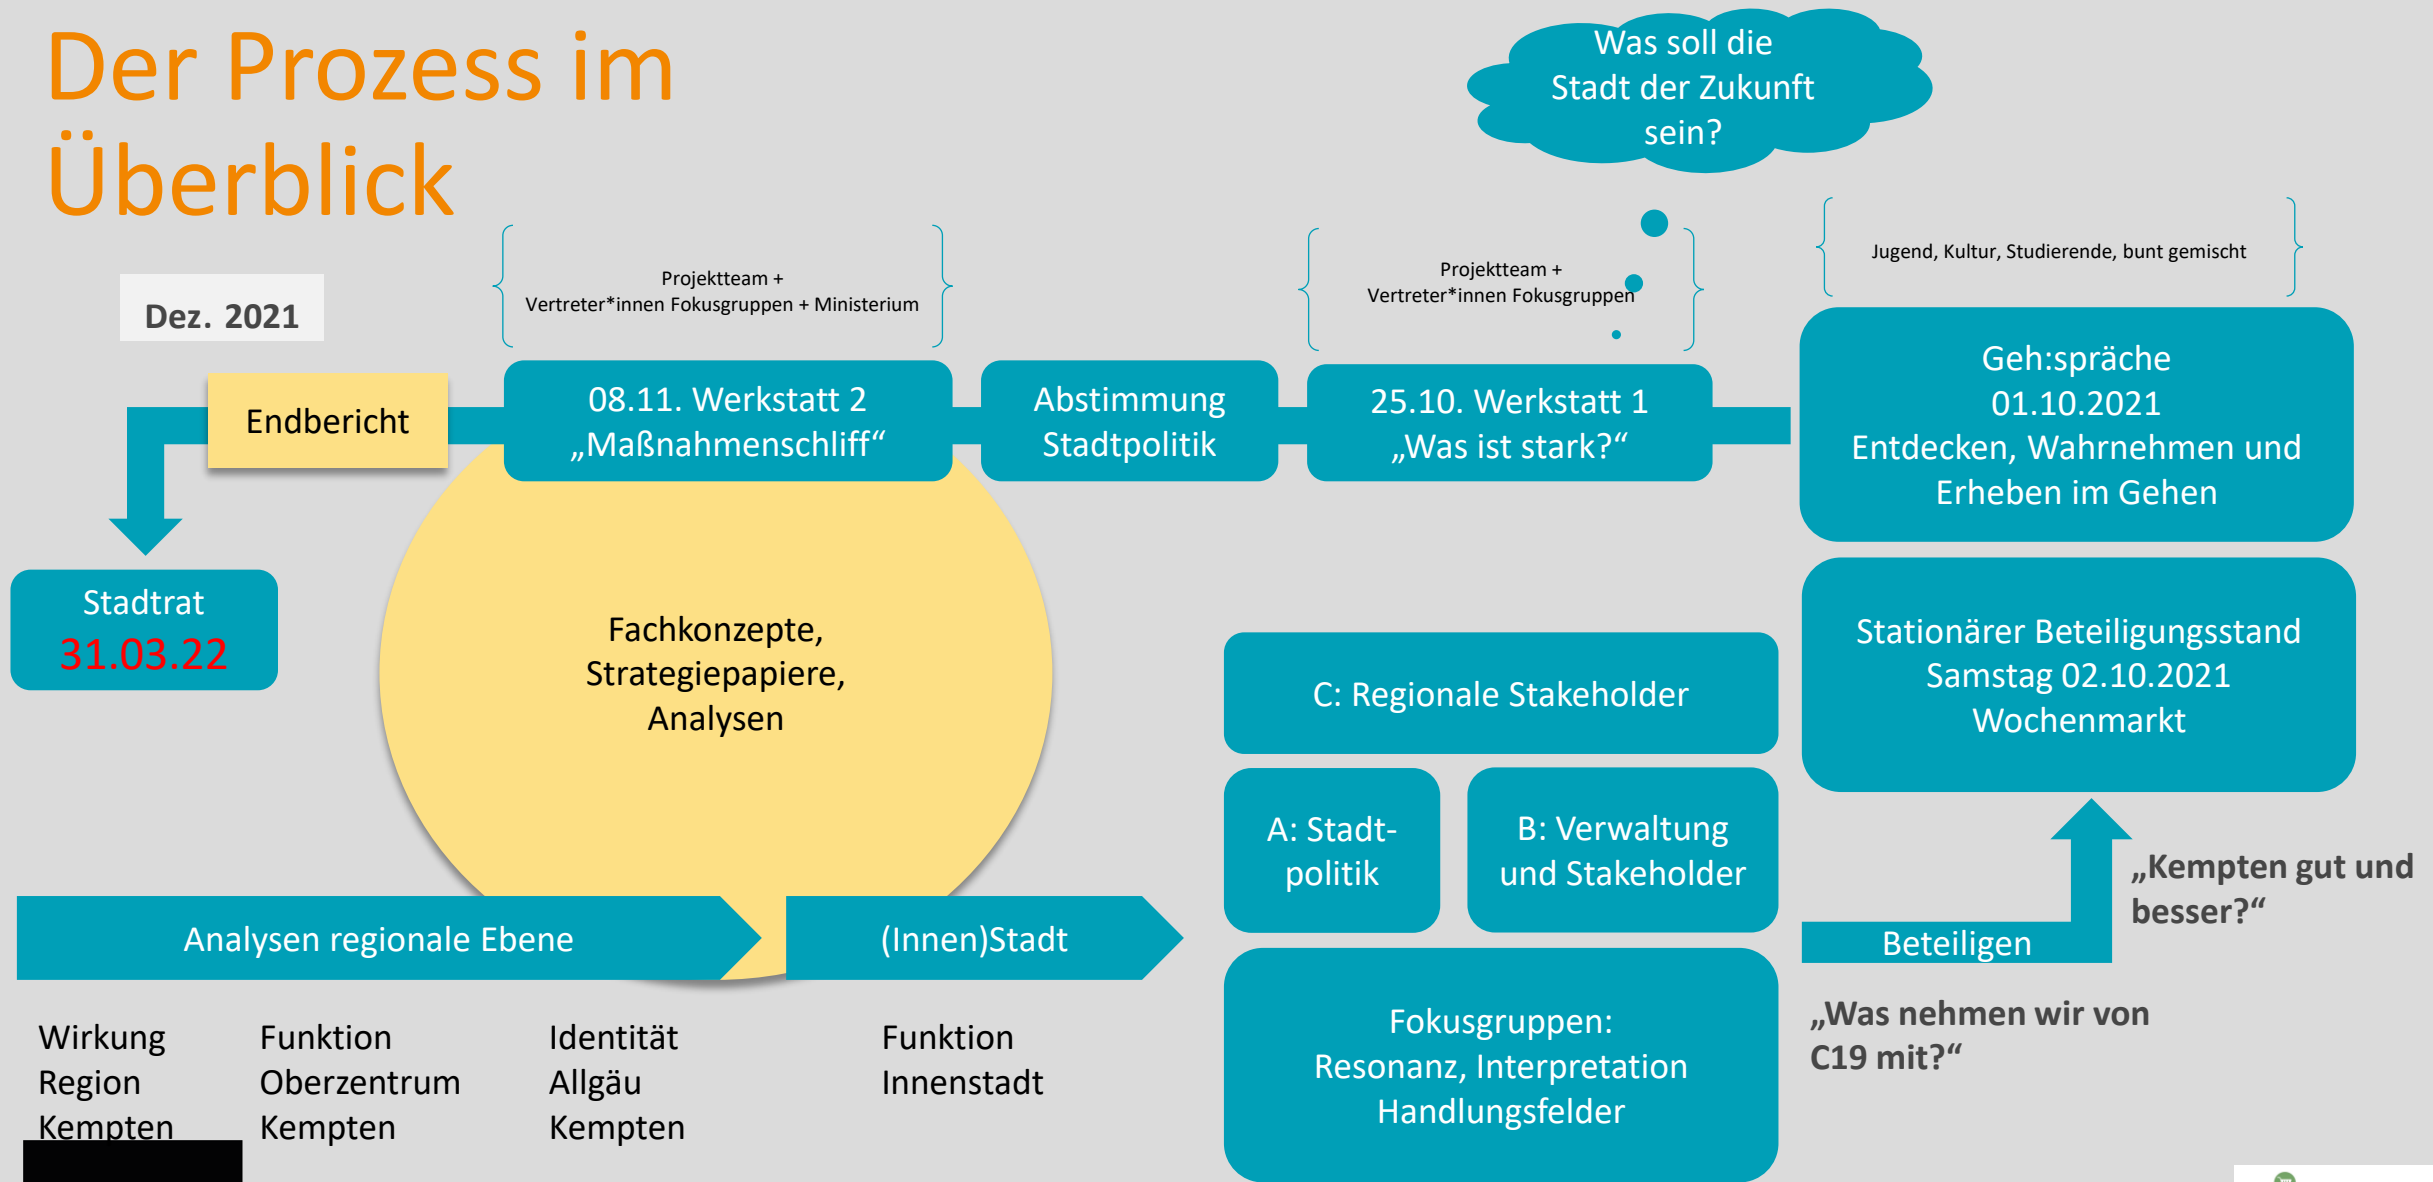 Der Prozess im
Überblick
Was soll die
Stadt der Zukunft
sein?
Projektteam +
Vertreter*innen Fokusgruppen + Ministerium
Projektteam +
Vertreter*innen Fokusgruppen
Jugend, Kultur, Studierende, bunt gemischt
Dez. 2021
Endbericht
08.11. Werkstatt 2
„Maßnahmenschliff“
Abstimmung
Stadtpolitik
25.10. Werkstatt 1
„Was ist stark?“
Geh:spräche
01.10.2021
Entdecken, Wahrnehmen und
Erheben im Gehen
Stadtrat
31.03.22
Fachkonzepte,
Strategiepapiere,
Analysen
Stationärer Beteiligungsstand
Samstag 02.10.2021
Wochenmarkt
C: Regionale Stakeholder
A: Stadt-
politik
B: Verwaltung
und Stakeholder
„Kempten gut und
besser?“
Beteiligen
„Was nehmen wir von
C19 mit?“
Analysen regionale Ebene
(Innen)Stadt
Fokusgruppen:
Resonanz, Interpretation
Handlungsfelder
Wirkung
Region
Kempten
Funktion
Oberzentrum
Kempten
Identität
Allgäu
Kempten
Funktion
Innenstadt